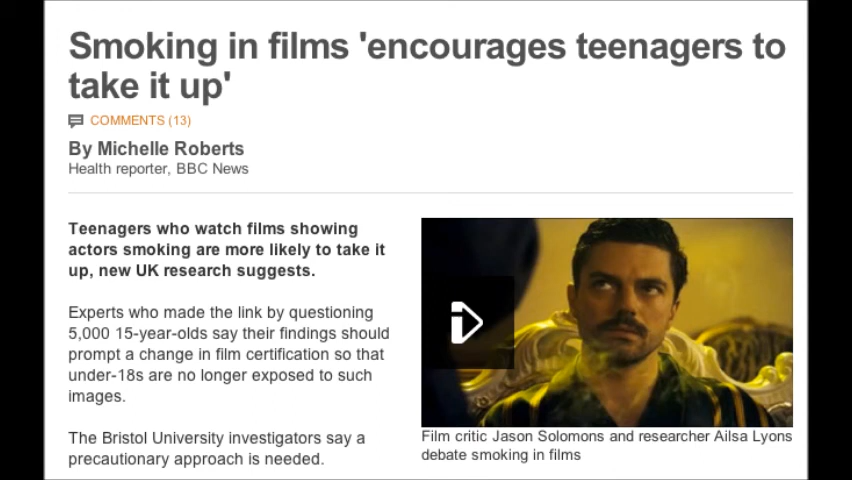 Smoking in films 'encourages teenagers to
take it up'
COMMENTS (13)
By Michelle Roberts
Health reporter, BBC News
Teenagers who watch films showing
actors smoking are more likely to take it
up, new UK research suggests.
Experts who made the link by questioning
5,000 15-year-olds say their findings should
prompt a change in film certification so that
under-18s are no longer exposed to such
images.
The Bristol University investigators say a
precautionary approach is needed.
Film critic Jason Solomons and researcher Ailsa Lyons
debate smoking in films